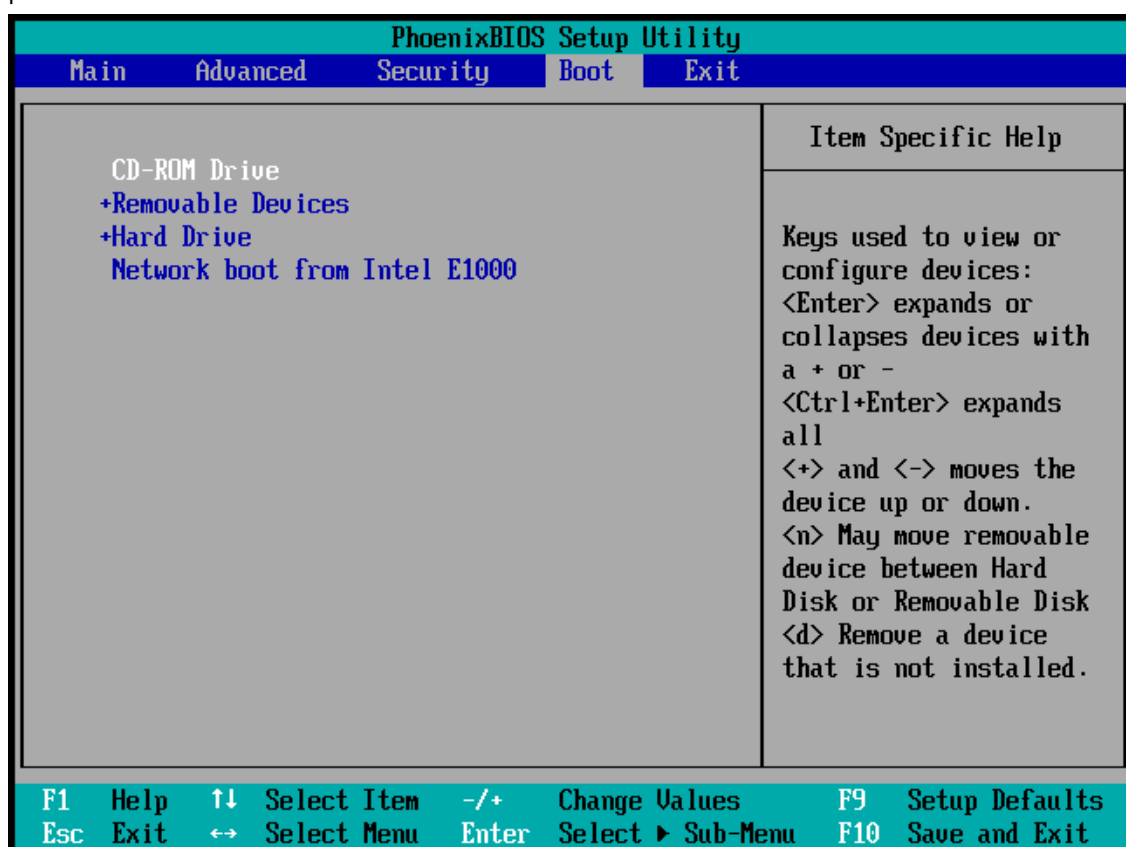 PhoenixBIOS Setup Utility
Main Advanced Security Boot Exit
CD-ROM Drive
+Removable Devices
+Hard Drive
Network boot from Intel E1000
Item Specific Help
Keys used to view or
configure devices:
<Enter> expands or
collapses devices with
a + or -
<Ctrl+Enter> expands
all
<+> and <-> moves the
device up or down.
<n> May move removable
device between Hard
Disk or Removable Disk
<d> Remove a device
that is not installed.
F1 Help ↑↓ Select Item -/+ Change Values F9 Setup Defaults
Esc Exit ↔ Select Menu Enter Select ▶ Sub-Menu F10 Save and Exit